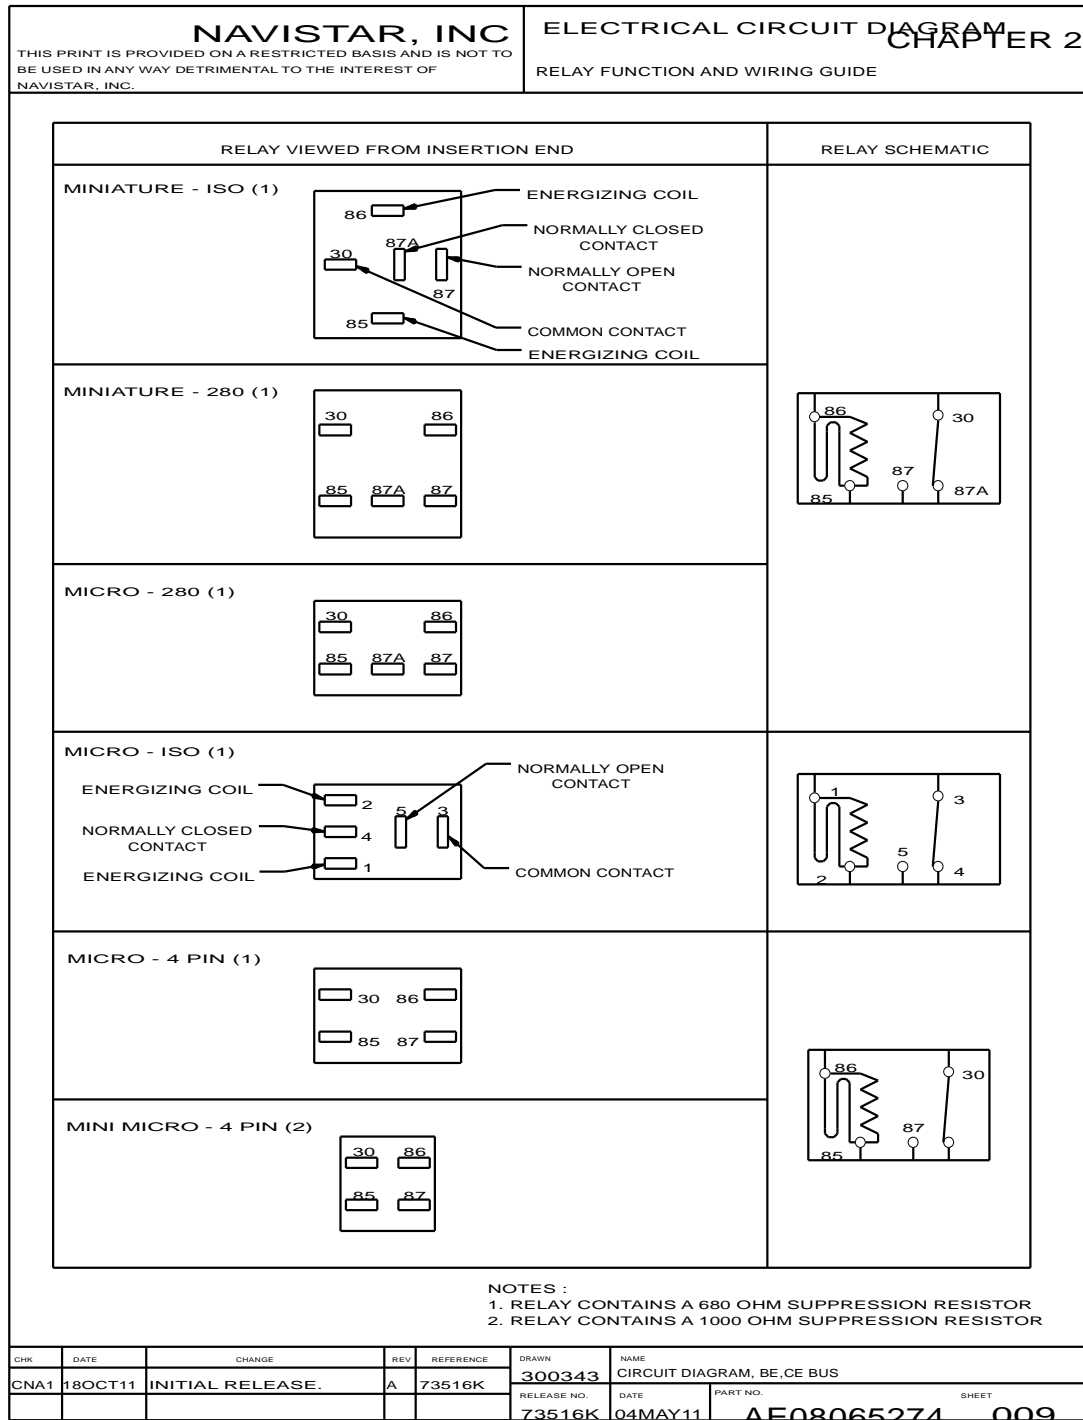 NAVISTAR, INC
THIS PRINT IS PROVIDED ON A RESTRICTED BASIS AND IS NOT TO
BE USED IN ANY WAY DETRIMENTAL TO THE INTEREST OF
NAVISTAR, INC.
ELECTRICAL CIRCUIT DIAGRAM
CHAPTER 2
RELAY FUNCTION AND WIRING GUIDE
RELAY VIEWED FROM INSERTION END
RELAY SCHEMATIC
MINIATURE - ISO (1)
86
87A
30
87
85
ENERGIZING COIL
NORMALLY CLOSED
CONTACT
NORMALLY OPEN
CONTACT
COMMON CONTACT
ENERGIZING COIL
MINIATURE - 280 (1)
30 86
85 87A 87
86
30
87
85
87A
MICRO - 280 (1)
30 86
85 87A 87
MICRO - ISO (1)
ENERGIZING COIL
NORMALLY CLOSED
CONTACT
ENERGIZING COIL
2
4
1
5 3
NORMALLY OPEN
CONTACT
COMMON CONTACT
1
3
5
2
4
MICRO - 4 PIN (1)
30 86
85 87
86
30
87
85
MINI MICRO - 4 PIN (2)
30 86
85 87
NOTES :
1. RELAY CONTAINS A 680 OHM SUPPRESSION RESISTOR
2. RELAY CONTAINS A 1000 OHM SUPPRESSION RESISTOR
CHK DATE CHANGE REV REFERENCE
CNA1 18OCT11 INITIAL RELEASE. A 73516K
DRAWN
300343
NAME
CIRCUIT DIAGRAM, BE,CE BUS
RELEASE NO.
73516K
DATE
04MAY11
PART NO.
AE08065274
SHEET
009